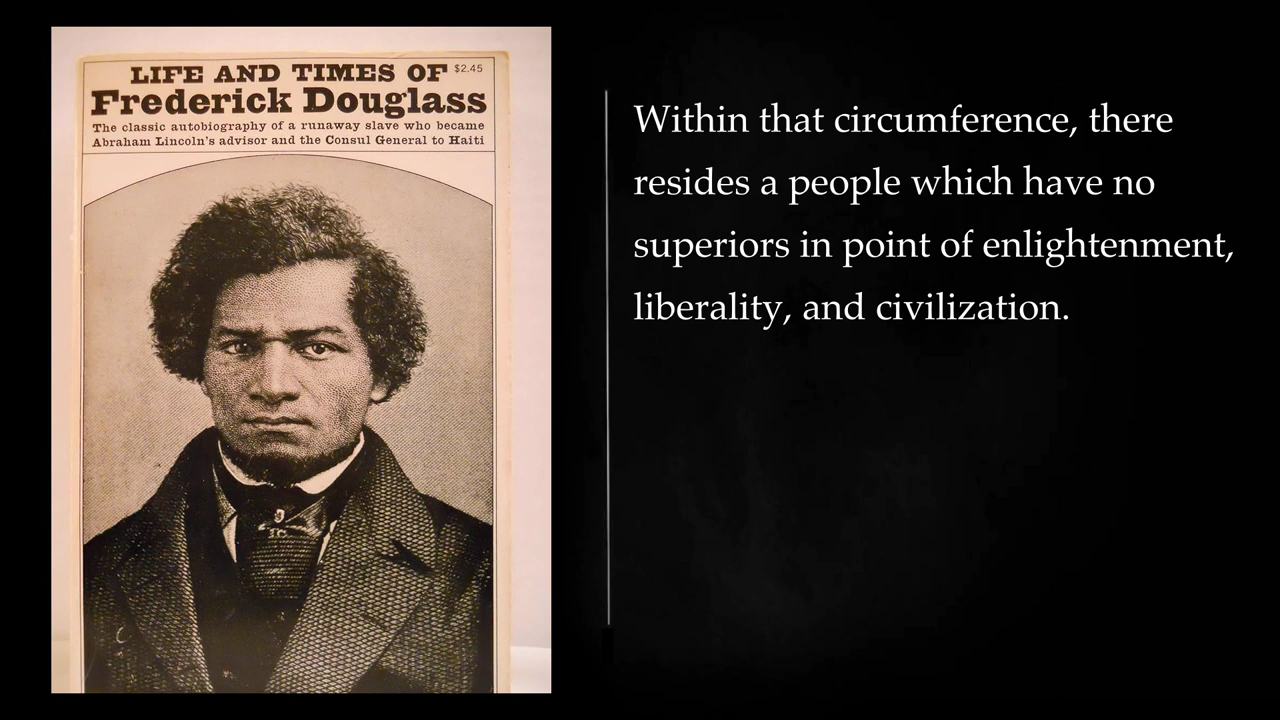 LIFE AND TIMES OF $2.45
Frederick Douglass
The classic autobiography of a runaway slave who became
Abraham Lincoln's advisor and the Consul General to Haiti
Within that circumference, there
resides a people which have no
superiors in point of enlightenment,
liberality, and civilization.